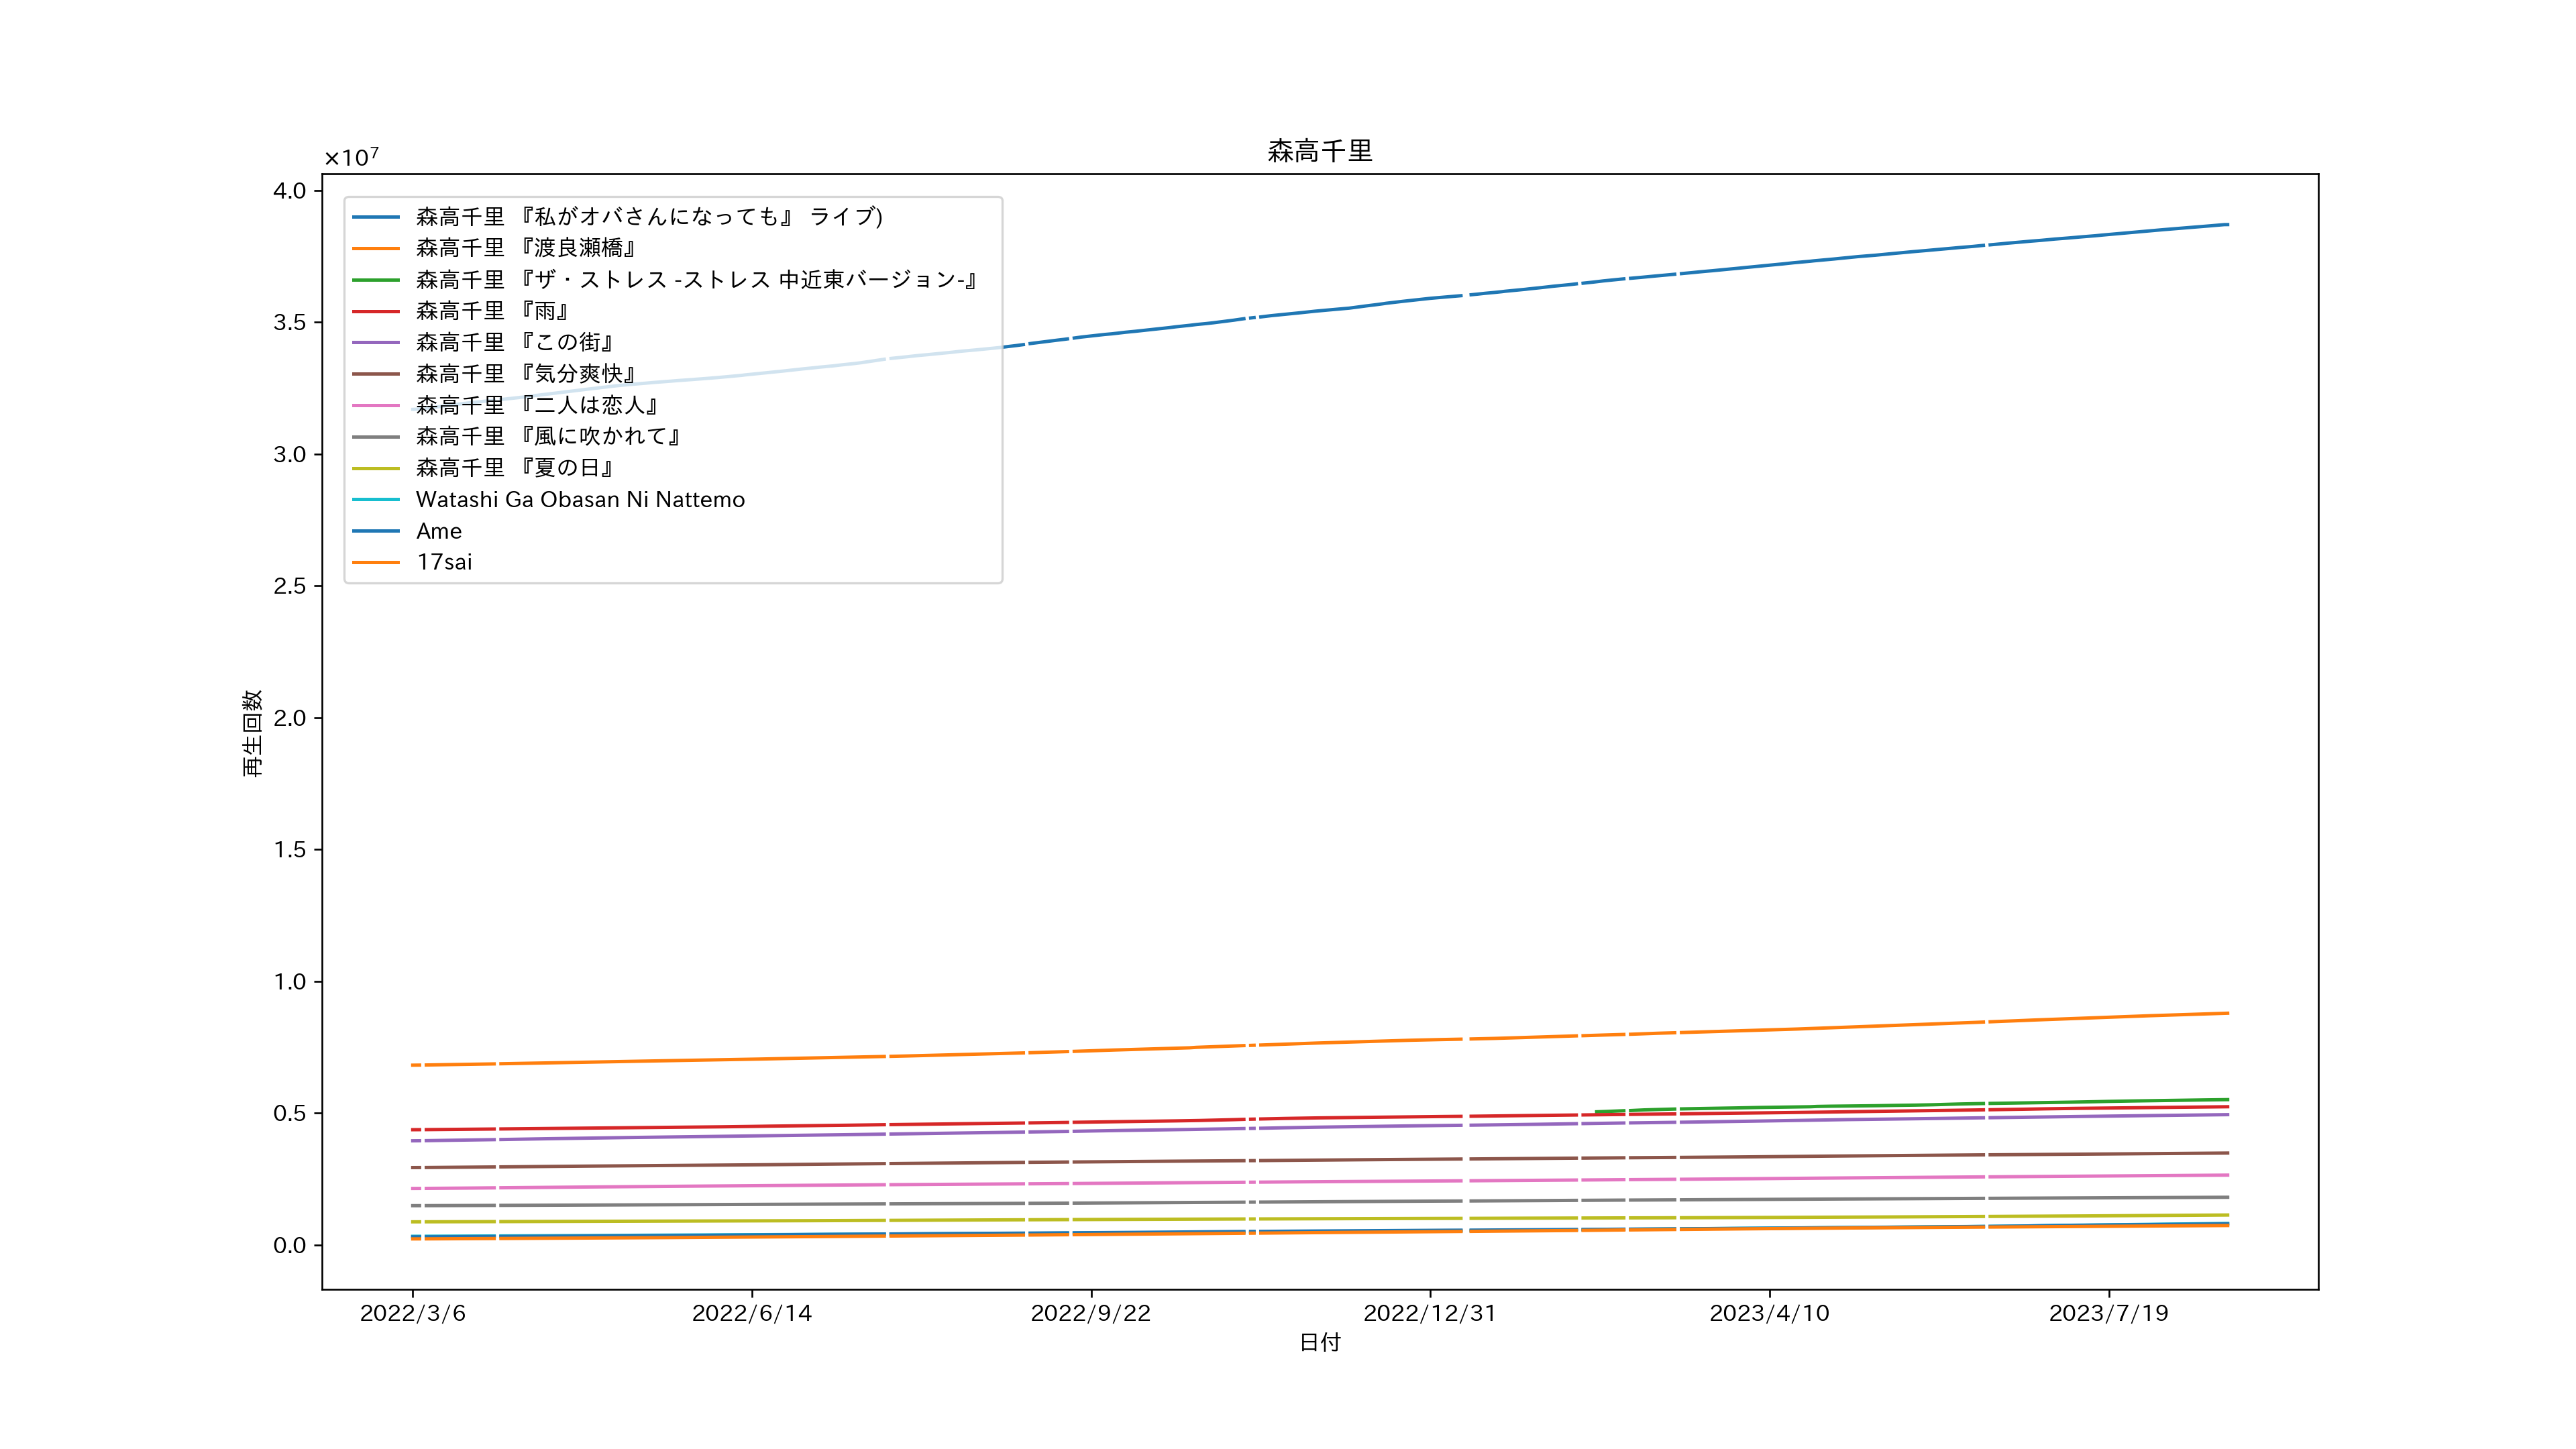 森高千里
×10⁷
4.0
3.5
3.0
2.5
2.0
1.5
1.0
0.5
0.0
再生回数
森高千里 『私がオバさんになっても』 ライブ)
森高千里 『渡良瀬橋』
森高千里 『ザ・ストレス -ストレス 中近東バージョン-』
森高千里 『雨』
森高千里 『この街』
森高千里 『気分爽快』
森高千里 『二人は恋人』
森高千里 『風に吹かれて』
森高千里 『夏の日』
Watashi Ga Obasan Ni Nattemo
Ame
17sai
2022/3/6 2022/6/14 2022/9/22 2022/12/31 2023/4/10 2023/7/19
日付